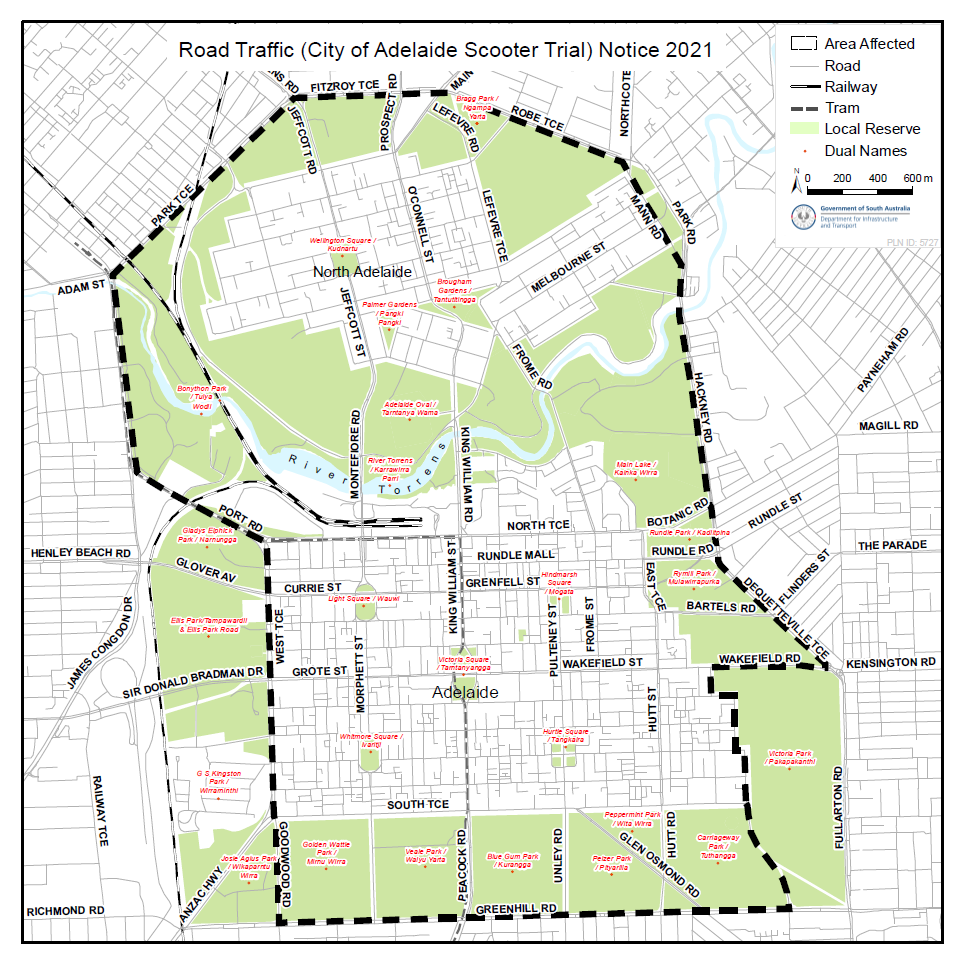 Road Traffic (City of Adelaide Scooter Trial) Notice 2021
Area Affected
Road
Railway
Tram
Local Reserve
Dual Names
N
0 200 400 600 m
Government of South Australia
Department for Infrastructure
and Transport
PLN ID: 5727
NS RD
FITZROY TCE
PROSPECT RD
MAIN
Bragg Park /
Ngampa
Yarta
ROBE TCE
NORTHCOTE
JEFFCOTT RD
LEFEVRE RD
PARK TCE
O'CONNELL ST
LEFEVRE TCE
MANN RD
PARK RD
Wellington Square /
Kudnartu
North Adelaide
MELBOURNE ST
ADAM ST
JEFFCOTT ST
Palmer Gardens
/ Pangki
Pangki
Brougham
Gardens /
Tantutitingga
FROME RD
PAYNEHAM RD
Bonython Park
/ Tulya
Wodli
Adelaide Oval /
Tarntanya Wama
HACKNEY RD
MAGILL RD
MONTEFIORE RD
KING WILLIAM RD
River Torrens
River Torrens
/ Karrawirra
Parri
Main Lake /
Kainka Wirra
PORT RD
NORTH TCE
BOTANIC RD
RUNDLE ST
Gladys Elphick
Park / Narnungga
Rundle Park / Kadlitpina
HENLEY BEACH RD
RUNDLE MALL
RUNDLE RD
THE PARADE
GLOVER AV
CURRIE ST
KING WILLIAM ST
GRENFELL ST
Hindmarsh
Square
/ Mogata
EAST TCE
Rymill Park /
Mulawirrapurka
FLINDERS ST
DEQUETTEVILLE TCE
Light Square / Wauwi
BARTELS RD
JAMES CONGDON DR
Ellis Park/Tampawardli
& Ellis Park Road
WEST TCE
MORPHETT ST
PULTENEY ST
FROME ST
Victoria Square
/ Tarntanyangga
SIR DONALD BRADMAN DR
GROTE ST
WAKEFIELD ST
WAKEFIELD RD
KENSINGTON RD
Adelaide
HUTT ST
Whitmore Square /
Iparrityi
Hurtle Square
/ Tangkaira
Victoria Park
/ Pakapakanthi
G S Kingston
Park /
Wirrarninthi
RAILWAY TCE
SOUTH TCE
FULLARTON RD
GOODWOOD RD
Golden Wattle
Park /
Mirnu Wirra
Veale Park /
Walyu Yarta
PEACOCK RD
Blue Gum Park
/ Kurangga
UNLEY RD
Peppermint Park
/ Wita Wirra
HUTT RD
GLEN OSMOND RD
Pelzer Park
/ Pityarilla
Carriageway
Park /
Tuthangga
Josie Agius Park
/ Wikaparntu
Wirra
ANZAC HWY
RICHMOND RD
GREENHILL RD